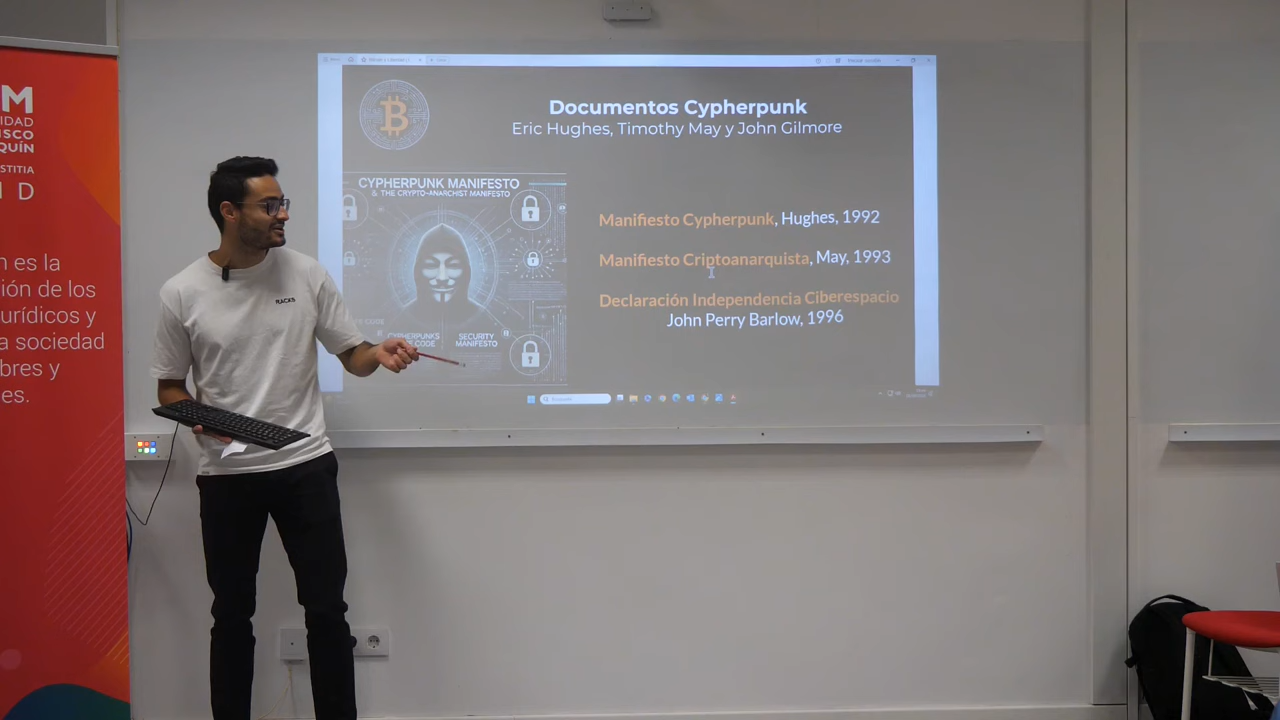 M
IDAD
ISCO
QUÍN
STITIA
I D
n es la
ión de los
urídicos y
a sociedad
bres y
es.
Documentos Cypherpunk
Eric Hughes, Timothy May y John Gilmore
CYPHERPUNK MANIFESTO
& THE CRYPTO-ANARCHIST MANIFESTO
CODE
SECURITY
MANIFESTO
Manifiesto Cypherpunk, Hughes, 1992
Manifiesto Criptoanarquista, May, 1993
Declaración Independencia Ciberespacio
John Perry Barlow, 1996